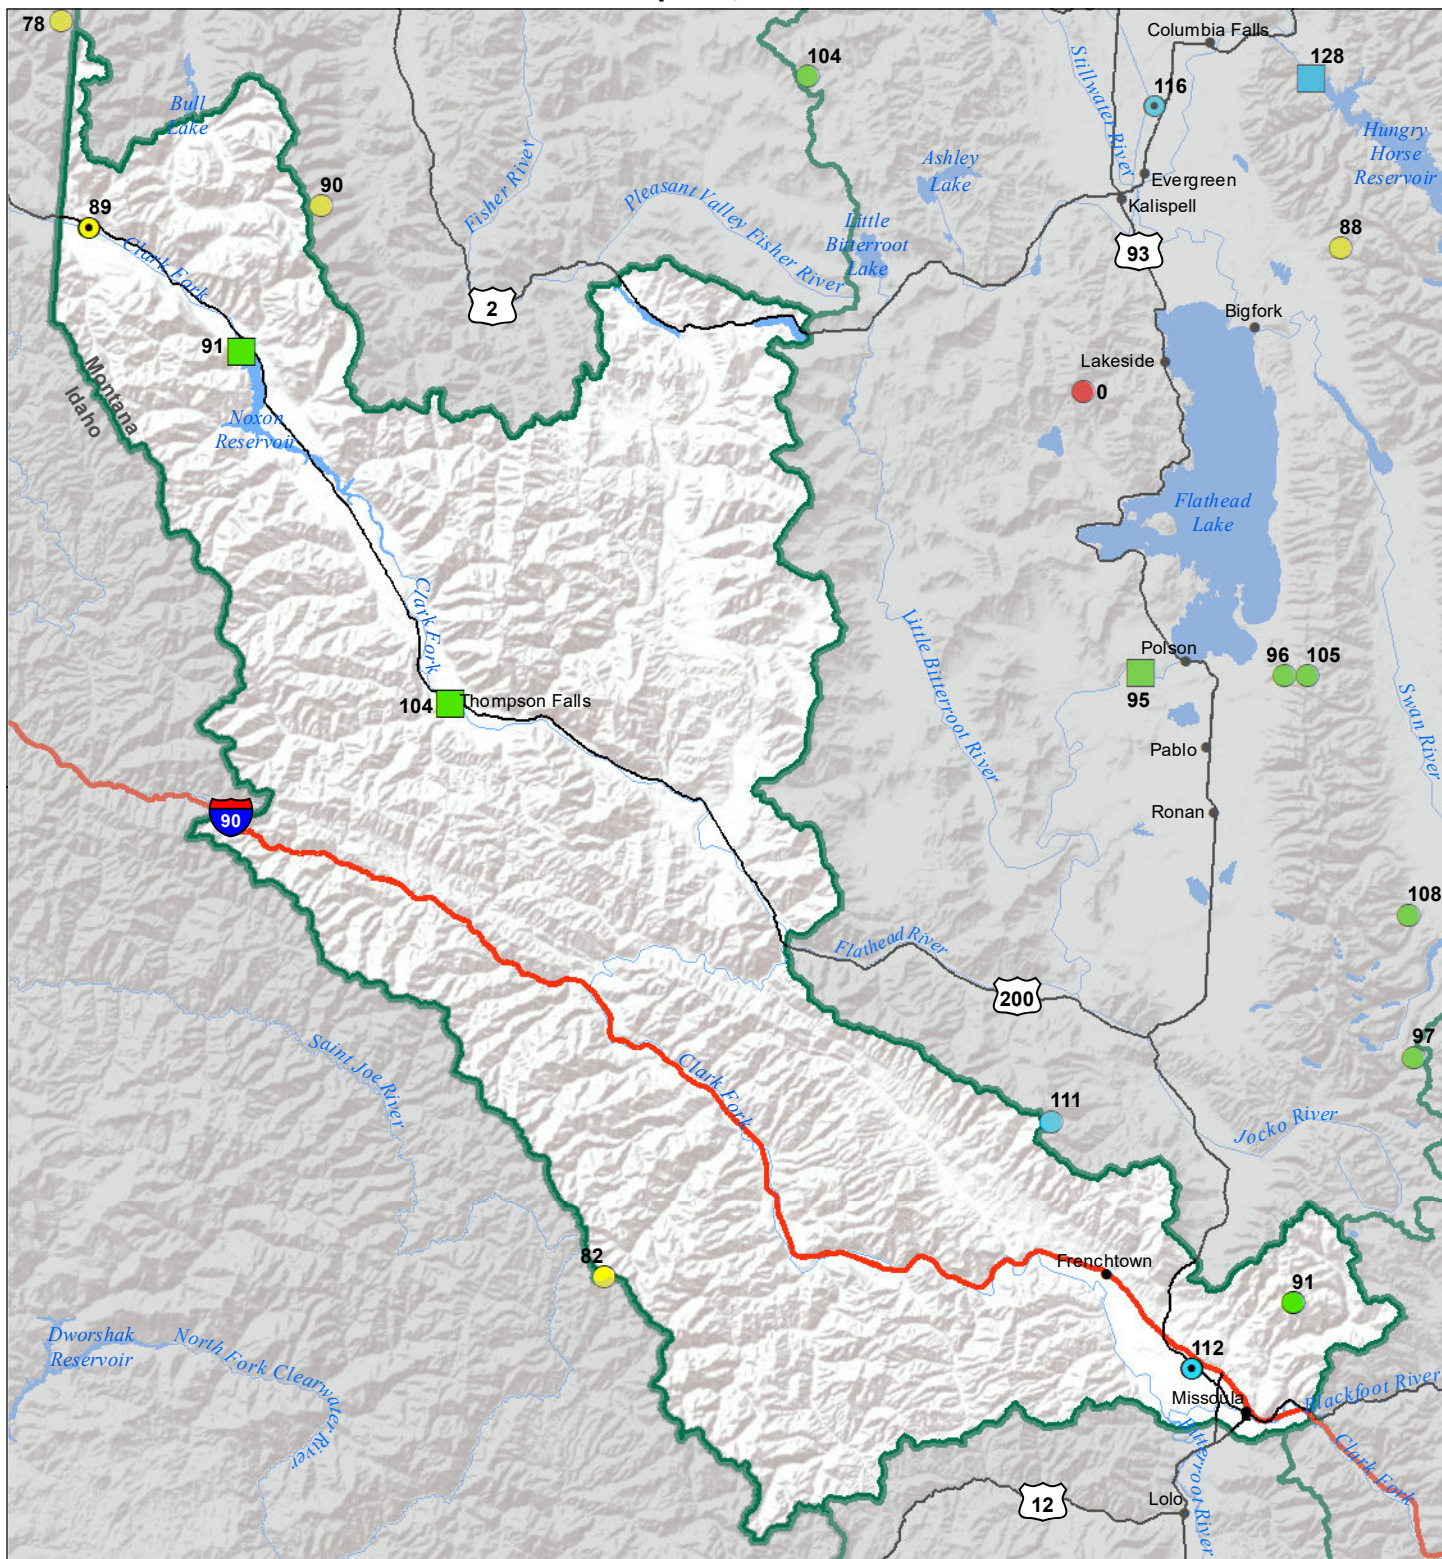 78
Columbia Falls
104
128
116
Stillwater River
Bull
Lake
Hungry
Horse
Reservoir
Ashley
Lake
Fisher River
Evergreen
90
Pleasant Valley Fisher River
Kalispell
89
Little
Bitterroot
Lake
88
93
Clark Fork
2
Bigfork
91
Lakeside
Montana
Idaho
0
Noxon
Reservoir
Flathead
Lake
Clark Fork
Little Bitterroot River
Polson
96
105
95
104
Thompson Falls
Swan River
Pablo
90
Ronan
108
Flathead River
200
97
Saint Joe River
Clark Fork
111
Jocko River
82
Frenchtown
91
Dworshak
Reservoir
North Fork Clearwater
River
112
Missoula
Blackfoot River
Bitterroot River
Clark Fork
12
Lolo